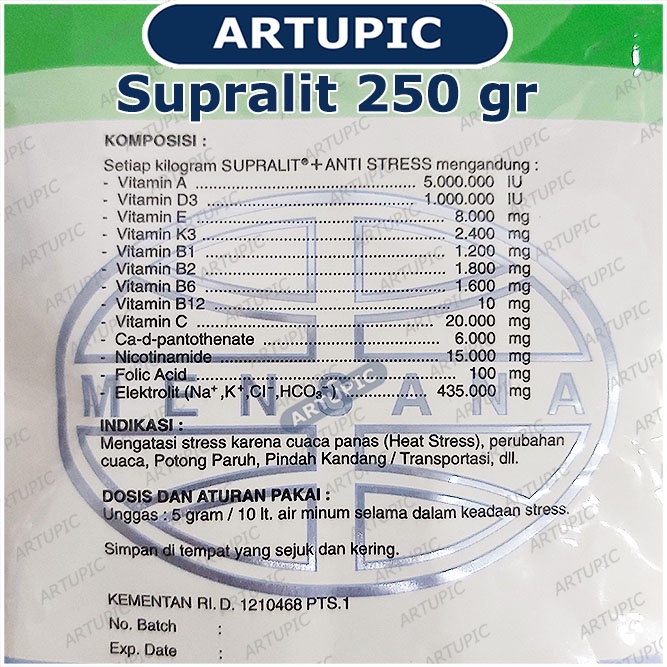 ARTUPIC
Supralit 250 gr
KOMPOSISI :
Setiap kilogram SUPRALIT®+ANTI STRESS mengandung :
- Vitamin A ........................ 5.000.000 IU
- Vitamin D3 ........................ 1.000.000 IU
- Vitamin E ........................ 8.000 mg
- Vitamin K3 ........................ 2.400 mg
- Vitamin B1 ........................ 1.200 mg
- Vitamin B2 ........................ 1.800 mg
- Vitamin B6 ........................ 1.600 mg
- Vitamin B12 ........................ 10 mg
Vitamin C ........................ 20.000 mg
- Ca-d-pantothenate ........................ 6.000 mg
- Nicotinamide ........................ 15.000 mg
- Folic Acid ........................ 100 mg
- Elektrolit (Na⁺,K⁺,Cl⁻,HCO₃⁻) ................ 435.000 mg
MENSANA
ARTUPIC
INDIKASI :
Mengatasi stress karena cuaca panas (Heat Stress), perubahan
cuaca, Potong Paruh, Pindah Kandang / Transportasi, dll.
DOSIS DAN ATURAN PAKAI :
Unggas : 5 gram / 10 lt. air minum selama dalam keadaan stress.
Simpan di tempat yang sejuk dan kering.
KEMENTAN RI. D. 1210468 PTS.1
No. Batch :
Exp. Date :